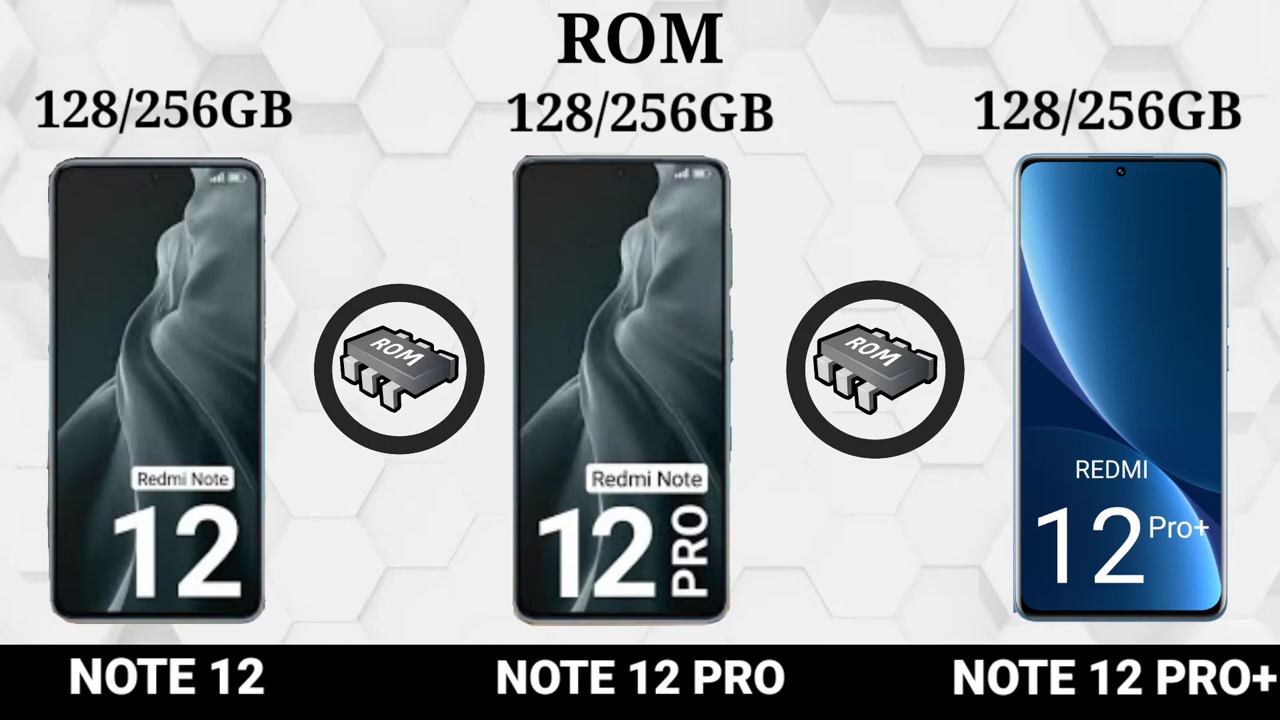 ROM
128/256GB
128/256GB
128/256GB
Redmi Note
12
ROM
Redmi Note
12 PRO
ROM
REDMI
12 Pro+
NOTE 12
NOTE 12 PRO
NOTE 12 PRO+